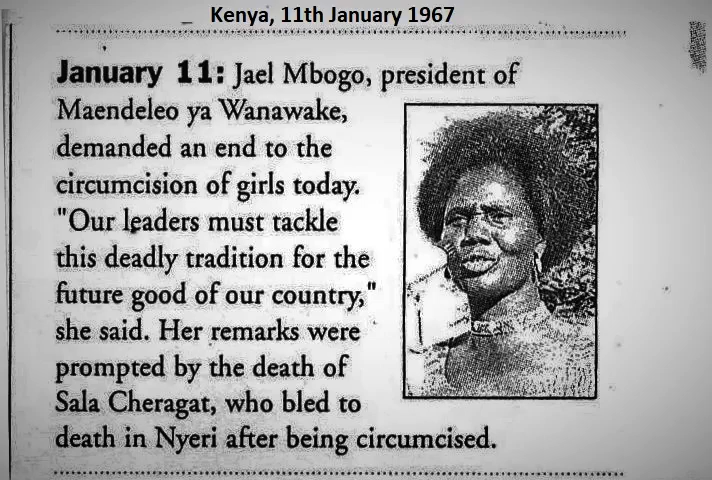 Kenya, 11th January 1967
January 11: Jael Mbogo, president of
Maendeleo ya Wanawake,
demanded an end to the
circumcision of girls today.
"Our leaders must tackle
this deadly tradition for the
future good of our country,"
she said. Her remarks were
prompted by the death of
Sala Cheragat, who bled to
death in Nyeri after being circumcised.